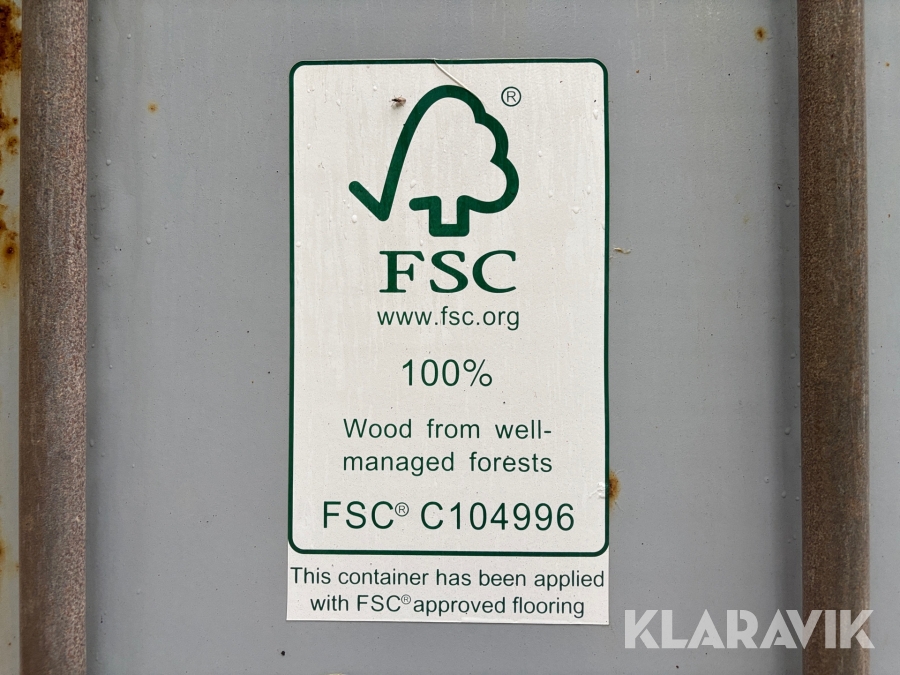 ®
FSC
www.fsc.org
100%
Wood from well-
managed forests
FSC® C104996
This container has been applied
with FSC® approved flooring
KLARAVIK